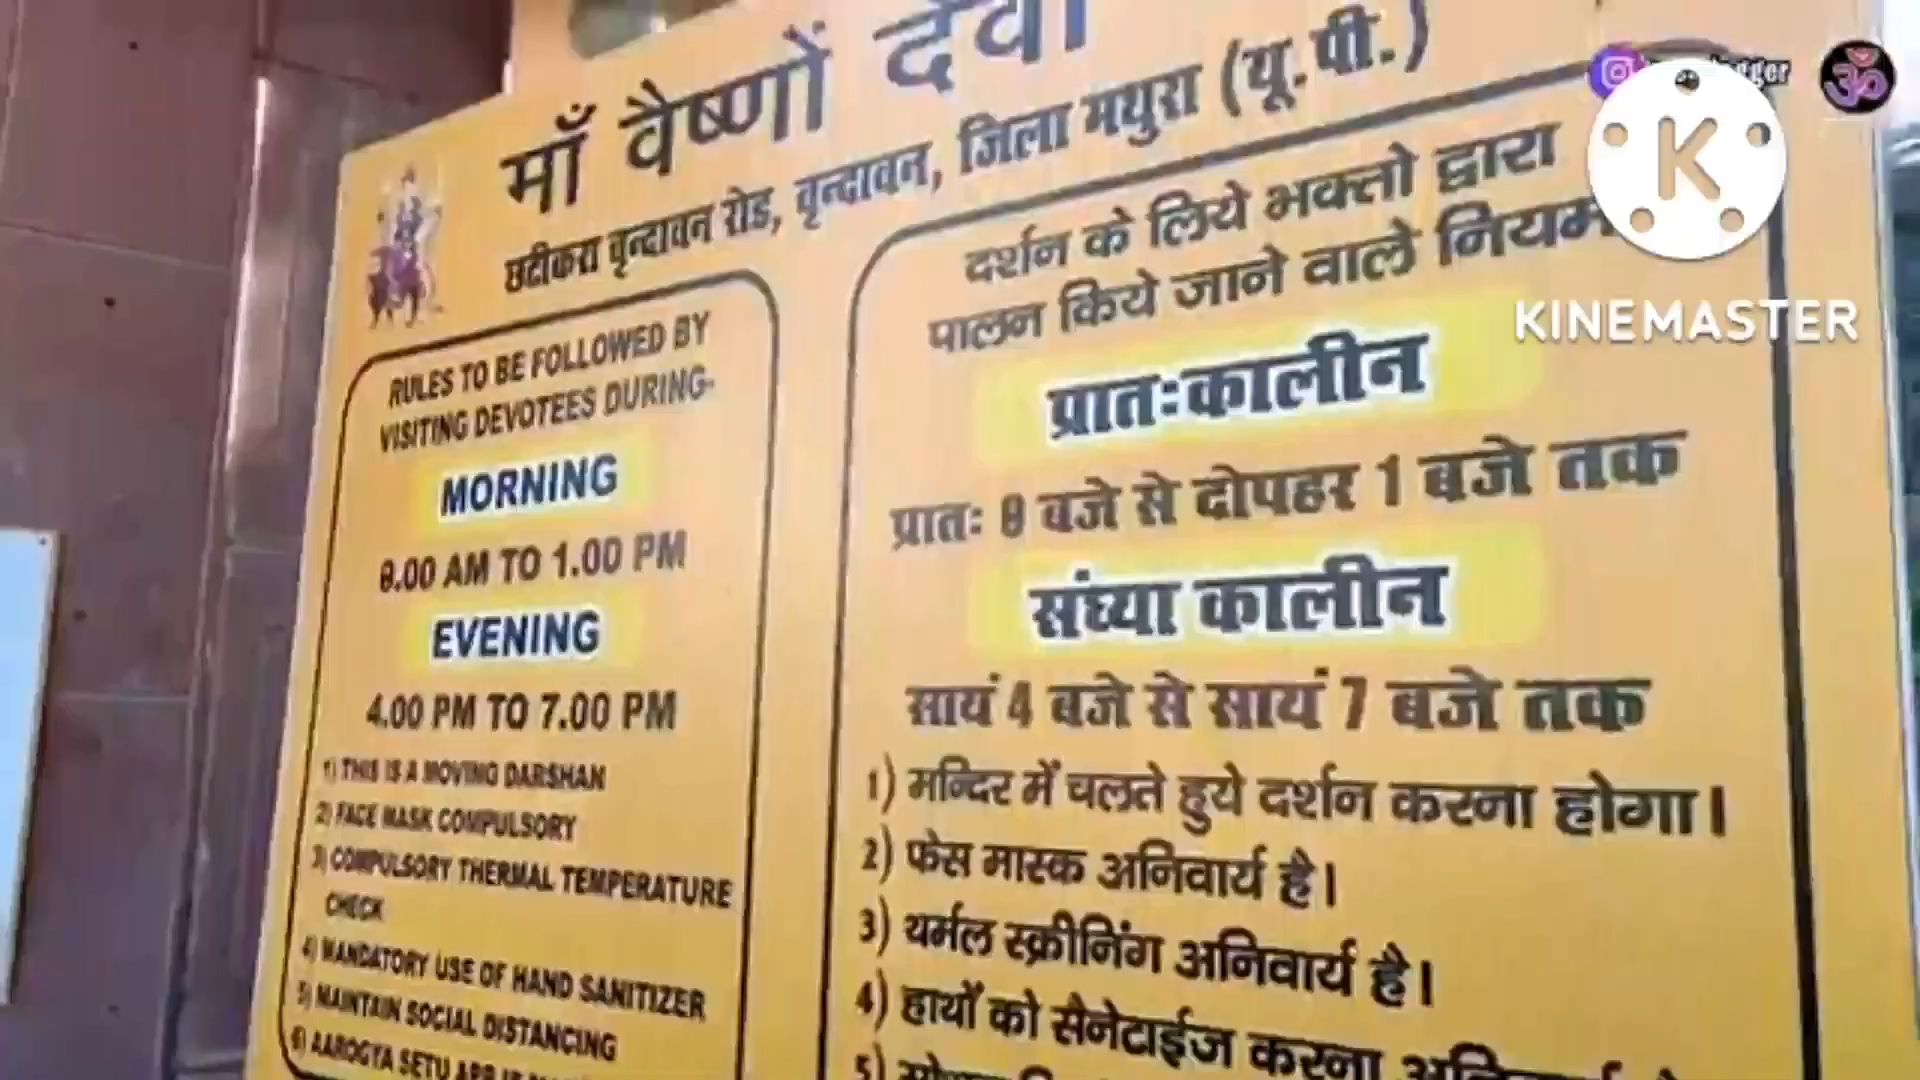 माँ वैष्णों देवी
छटीकरा वृन्दावन रोड, वृन्दावन, जिला मथुरा (यू.पी.)
RULES TO BE FOLLOWED BY
VISITING DEVOTEES DURING-
MORNING
8.00 AM TO 1.00 PM
EVENING
4.00 PM TO 7.00 PM
1) THIS IS A MOVING DARSHAN
2) FACE MASK COMPULSORY
3) COMPULSORY THERMAL TEMPERATURE
CHECK
4) MANDATORY USE OF HAND SANITIZER
5) MAINTAIN SOCIAL DISTANCING
6) AAROGYA SETU APP
दर्शन के लिये भक्तो द्वारा
पालन किये जाने वाले नियम
प्रातःकालीन
प्रातः 8 बजे से दोपहर 1 बजे तक
संध्या कालीन
सायं 4 बजे से सायं 7 बजे तक
1) मन्दिर में चलते हुये दर्शन करना होगा।
2) फेस मास्क अनिवार्य है।
3) थर्मल स्क्रीनिंग अनिवार्य है।
4) हाथों को सैनेटाईज करना
5)
ॐ
K
KINEMASTER